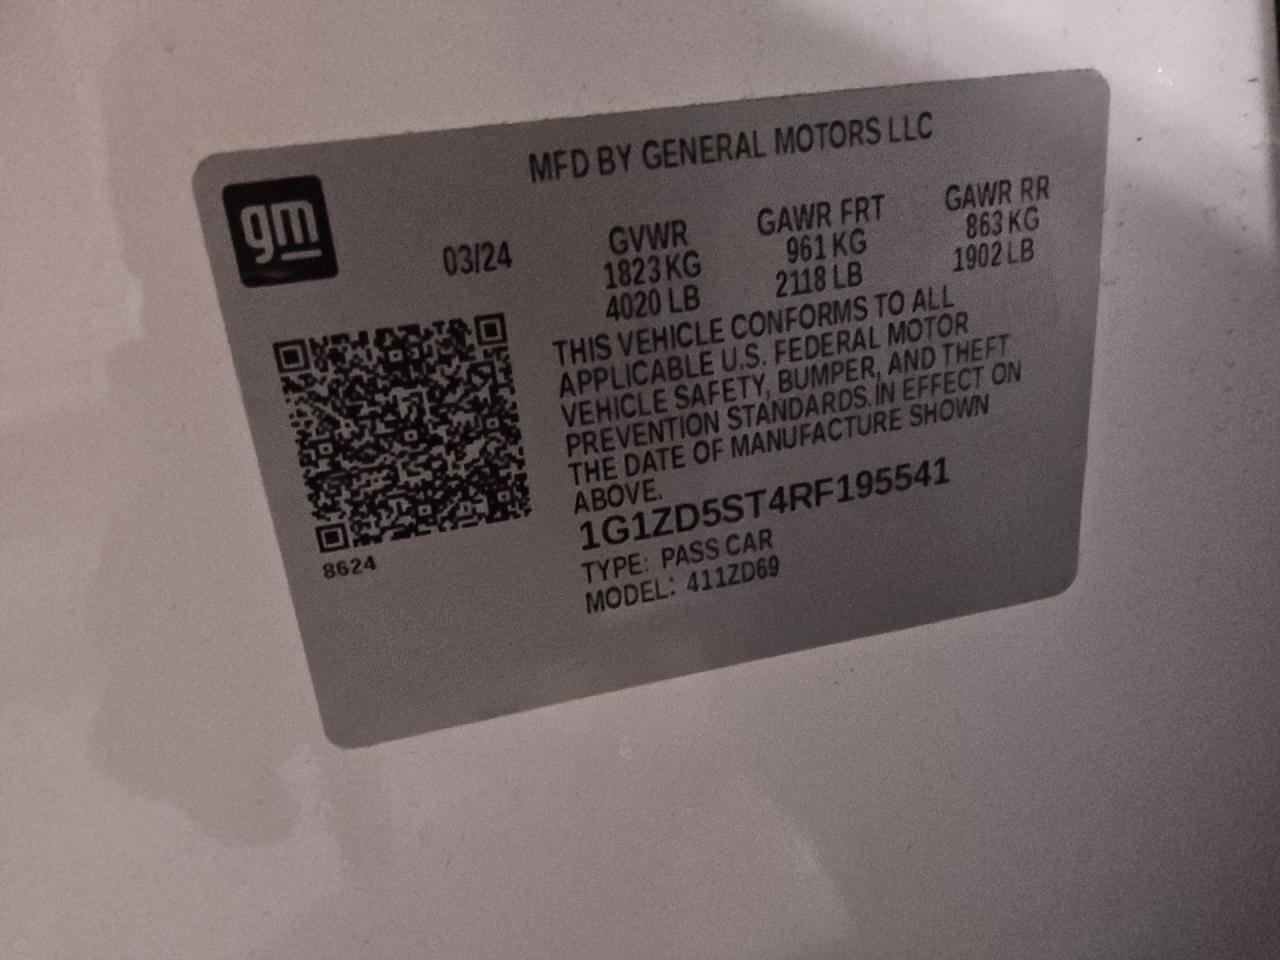 MFD BY GENERAL MOTORS LLC
gm
03/24
GVWR
1823 KG
4020 LB
GAWR FRT
961 KG
2118 LB
GAWR RR
863 KG
1902 LB
THIS VEHICLE CONFORMS TO ALL
APPLICABLE U.S. FEDERAL MOTOR
VEHICLE SAFETY, BUMPER, AND THEFT
PREVENTION STANDARDS IN EFFECT ON
THE DATE OF MANUFACTURE SHOWN
ABOVE.
1G1ZD5ST4RF195541
TYPE: PASS CAR
MODEL: 411ZD69
8624